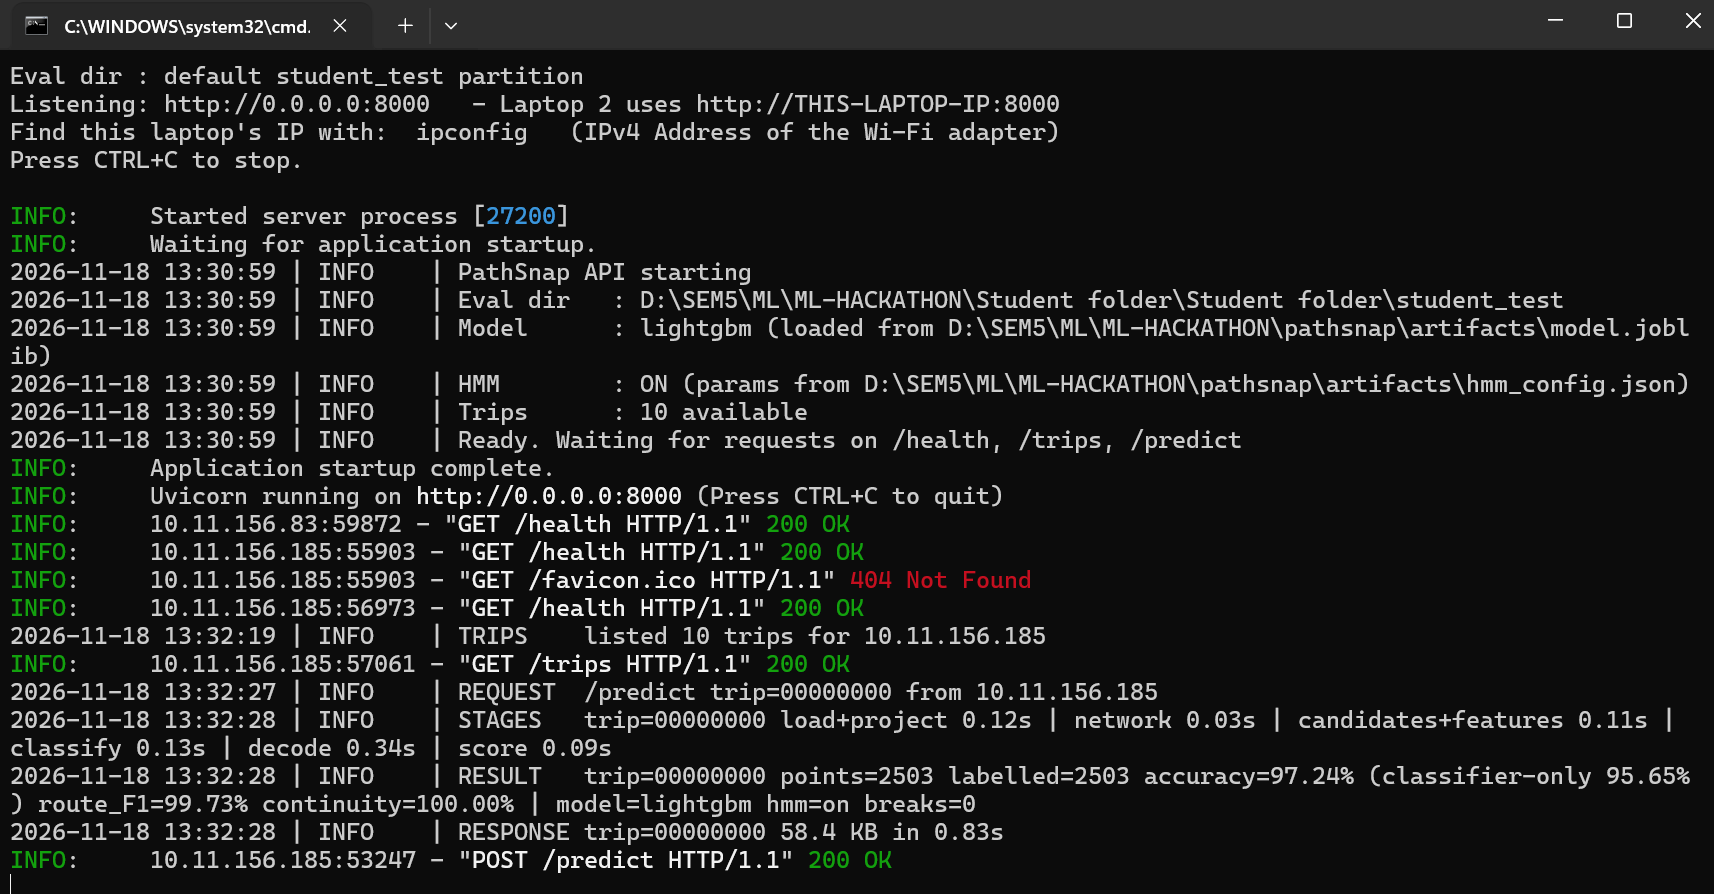 C:\WINDOWS\system32\cmd.
Eval dir : default student_test partition
Listening: http://0.0.0.0:8000   - Laptop 2 uses http://THIS-LAPTOP-IP:8000
Find this laptop's IP with:  ipconfig   (IPv4 Address of the Wi-Fi adapter)
Press CTRL+C to stop.
INFO:     Started server process [27200]
INFO:     Waiting for application startup.
2026-11-18 13:30:59 | INFO    | PathSnap API starting
2026-11-18 13:30:59 | INFO    | Eval dir   : D:\SEM5\ML\ML-HACKATHON\Student folder\Student folder\student_test
2026-11-18 13:30:59 | INFO    | Model      : lightgbm (loaded from D:\SEM5\ML\ML-HACKATHON\pathsnap\artifacts\model.jobl
ib)
2026-11-18 13:30:59 | INFO    | HMM        : ON (params from D:\SEM5\ML\ML-HACKATHON\pathsnap\artifacts\hmm_config.json)
2026-11-18 13:30:59 | INFO    | Trips      : 10 available
2026-11-18 13:30:59 | INFO    | Ready. Waiting for requests on /health, /trips, /predict
INFO:     Application startup complete.
INFO:     Uvicorn running on http://0.0.0.0:8000 (Press CTRL+C to quit)
INFO:     10.11.156.83:59872 - "GET /health HTTP/1.1" 200 OK
INFO:     10.11.156.185:55903 - "GET /health HTTP/1.1" 200 OK
INFO:     10.11.156.185:55903 - "GET /favicon.ico HTTP/1.1" 404 Not Found
INFO:     10.11.156.185:56973 - "GET /health HTTP/1.1" 200 OK
2026-11-18 13:32:19 | INFO    | TRIPS    listed 10 trips for 10.11.156.185
INFO:     10.11.156.185:57061 - "GET /trips HTTP/1.1" 200 OK
2026-11-18 13:32:27 | INFO    | REQUEST  /predict trip=00000000 from 10.11.156.185
2026-11-18 13:32:28 | INFO    | STAGES   trip=00000000 load+project 0.12s | network 0.03s | candidates+features 0.11s |
classify 0.13s | decode 0.34s | score 0.09s
2026-11-18 13:32:28 | INFO    | RESULT   trip=00000000 points=2503 labelled=2503 accuracy=97.24% (classifier-only 95.65%
) route_F1=99.73% continuity=100.00% | model=lightgbm hmm=on breaks=0
2026-11-18 13:32:28 | INFO    | RESPONSE trip=00000000 58.4 KB in 0.83s
INFO:     10.11.156.185:53247 - "POST /predict HTTP/1.1" 200 OK